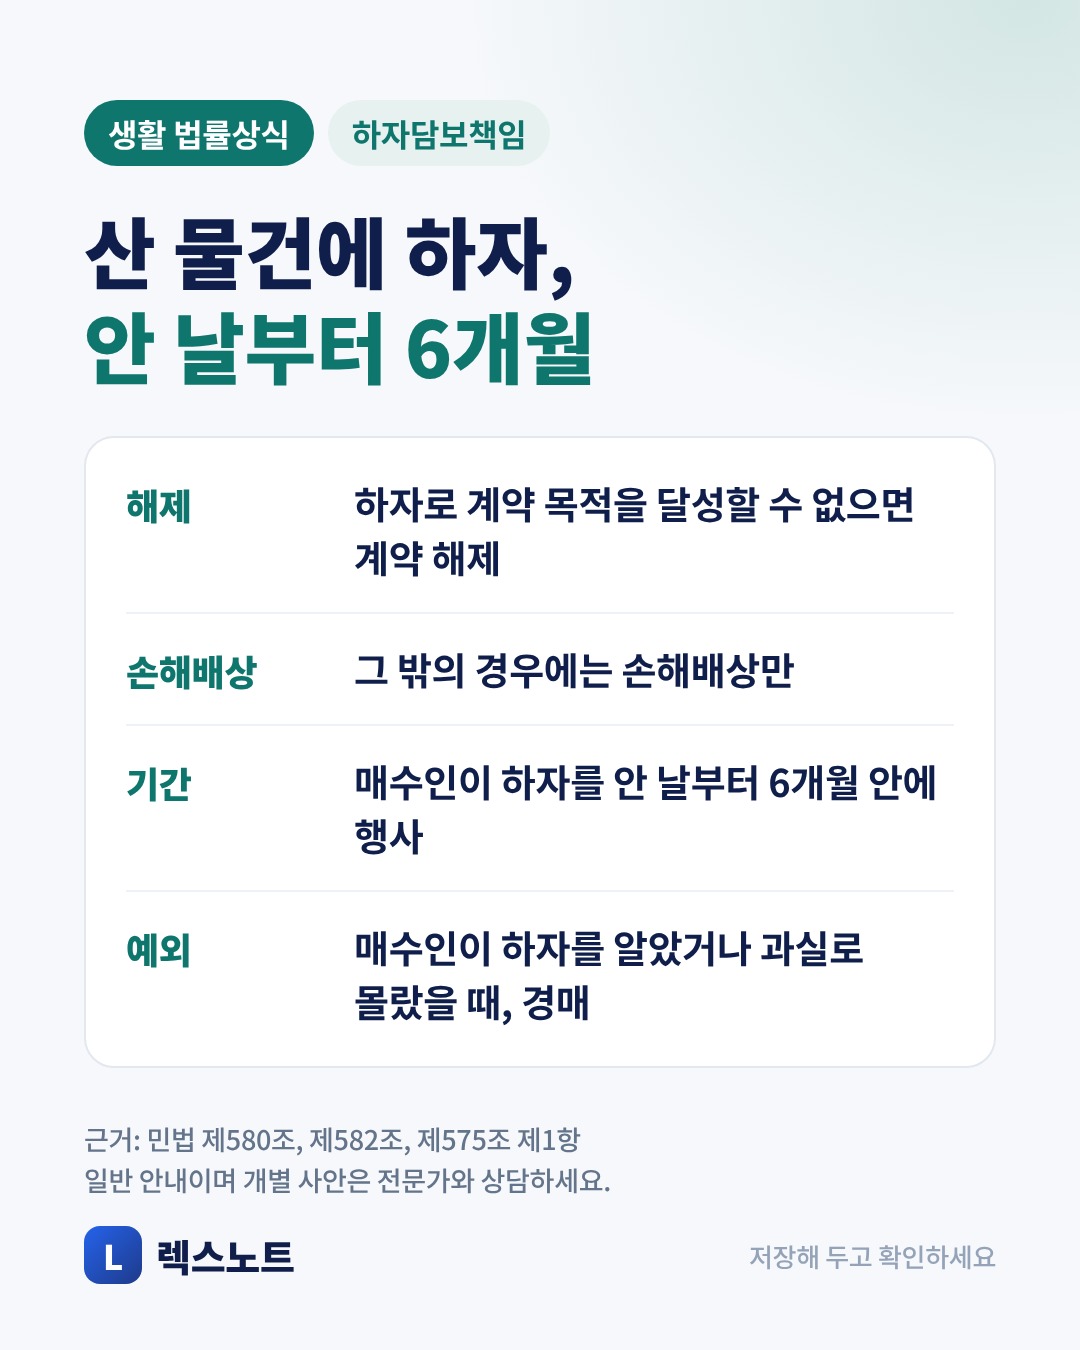 생활 법률상식
하자담보책임
산 물건에 하자,
안 날부터 6개월
해제
하자로 계약 목적을 달성할 수 없으면
계약 해제
손해배상
그 밖의 경우에는 손해배상만
기간
매수인이 하자를 안 날부터 6개월 안에
행사
예외
매수인이 하자를 알았거나 과실로
몰랐을 때, 경매
근거: 민법 제580조, 제582조, 제575조 제1항
일반 안내이며 개별 사안은 전문가와 상담하세요.
L 렉스노트
저장해 두고 확인하세요